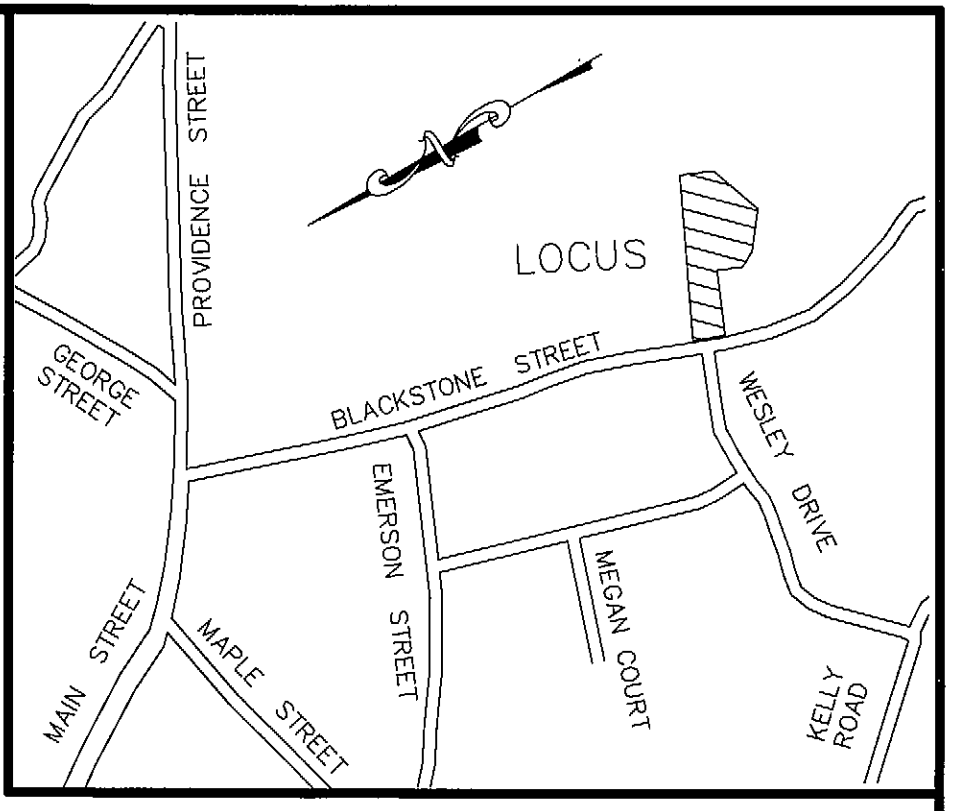 PROVIDENCE STREET
N
LOCUS
GEORGE
STREET
BLACKSTONE STREET
WESLEY DRIVE
EMERSON STREET
MEGAN COURT
MAIN STREET
MAPLE STREET
KELLY
ROAD